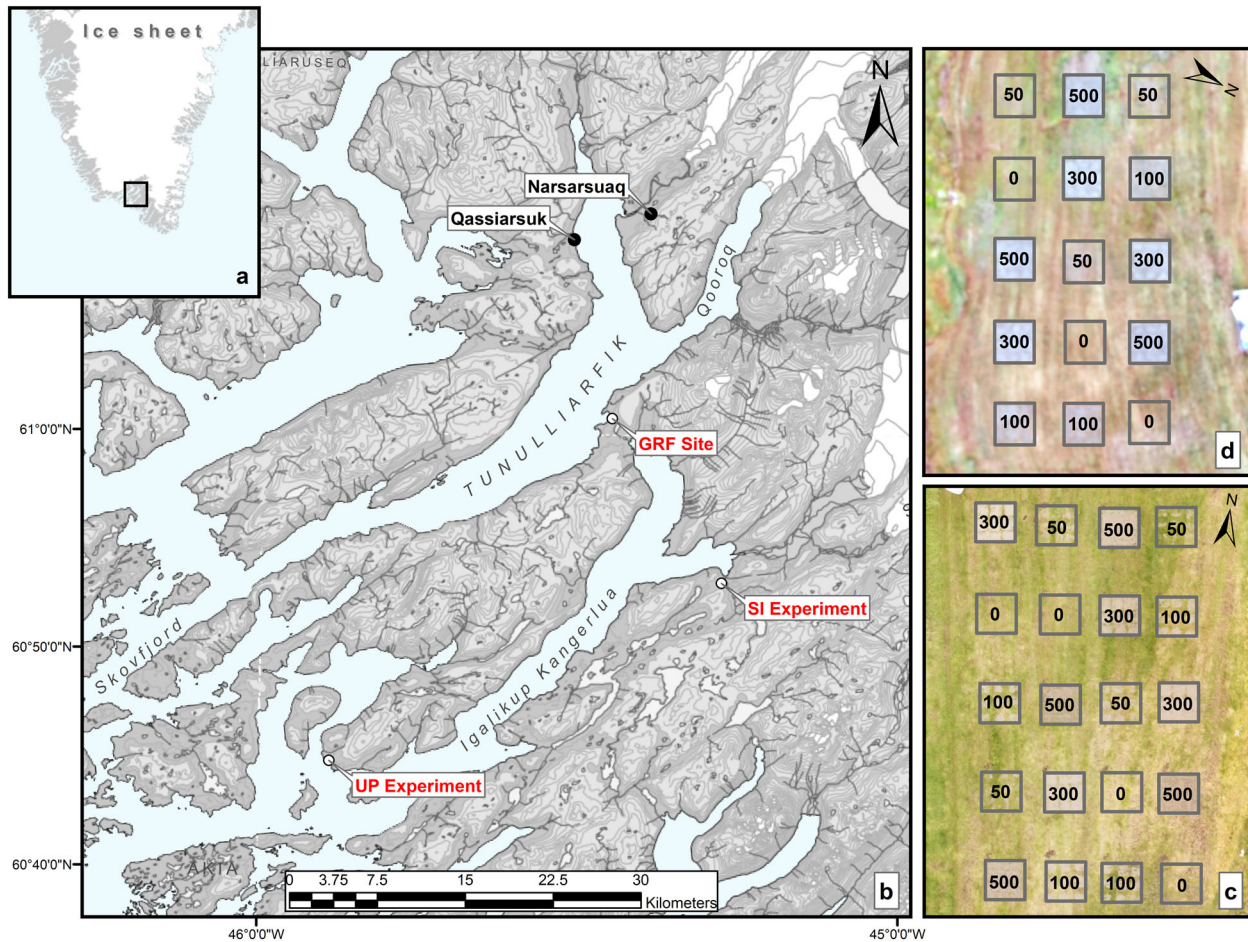 Ice sheet
a
LIARUSEQ
N
Narsarsuaq
Qassiarsuk
Qooroq
TUNULLIARFIK
61°0'0"N
GRF Site
SI Experiment
Skovfjord
Igalikup Kangerlua
60°50'0"N
UP Experiment
60°40'0"N
AKIA
0 3.75 7.5 15 22.5 30
Kilometers
b
46°0'0"W 45°0'0"W
N
50 500 50
0 300 100
500 50 300
300 0 500
100 100 0
d
N
300 50 500 50
0 0 300 100
100 500 50 300
50 300 0 500
500 100 100 0
c